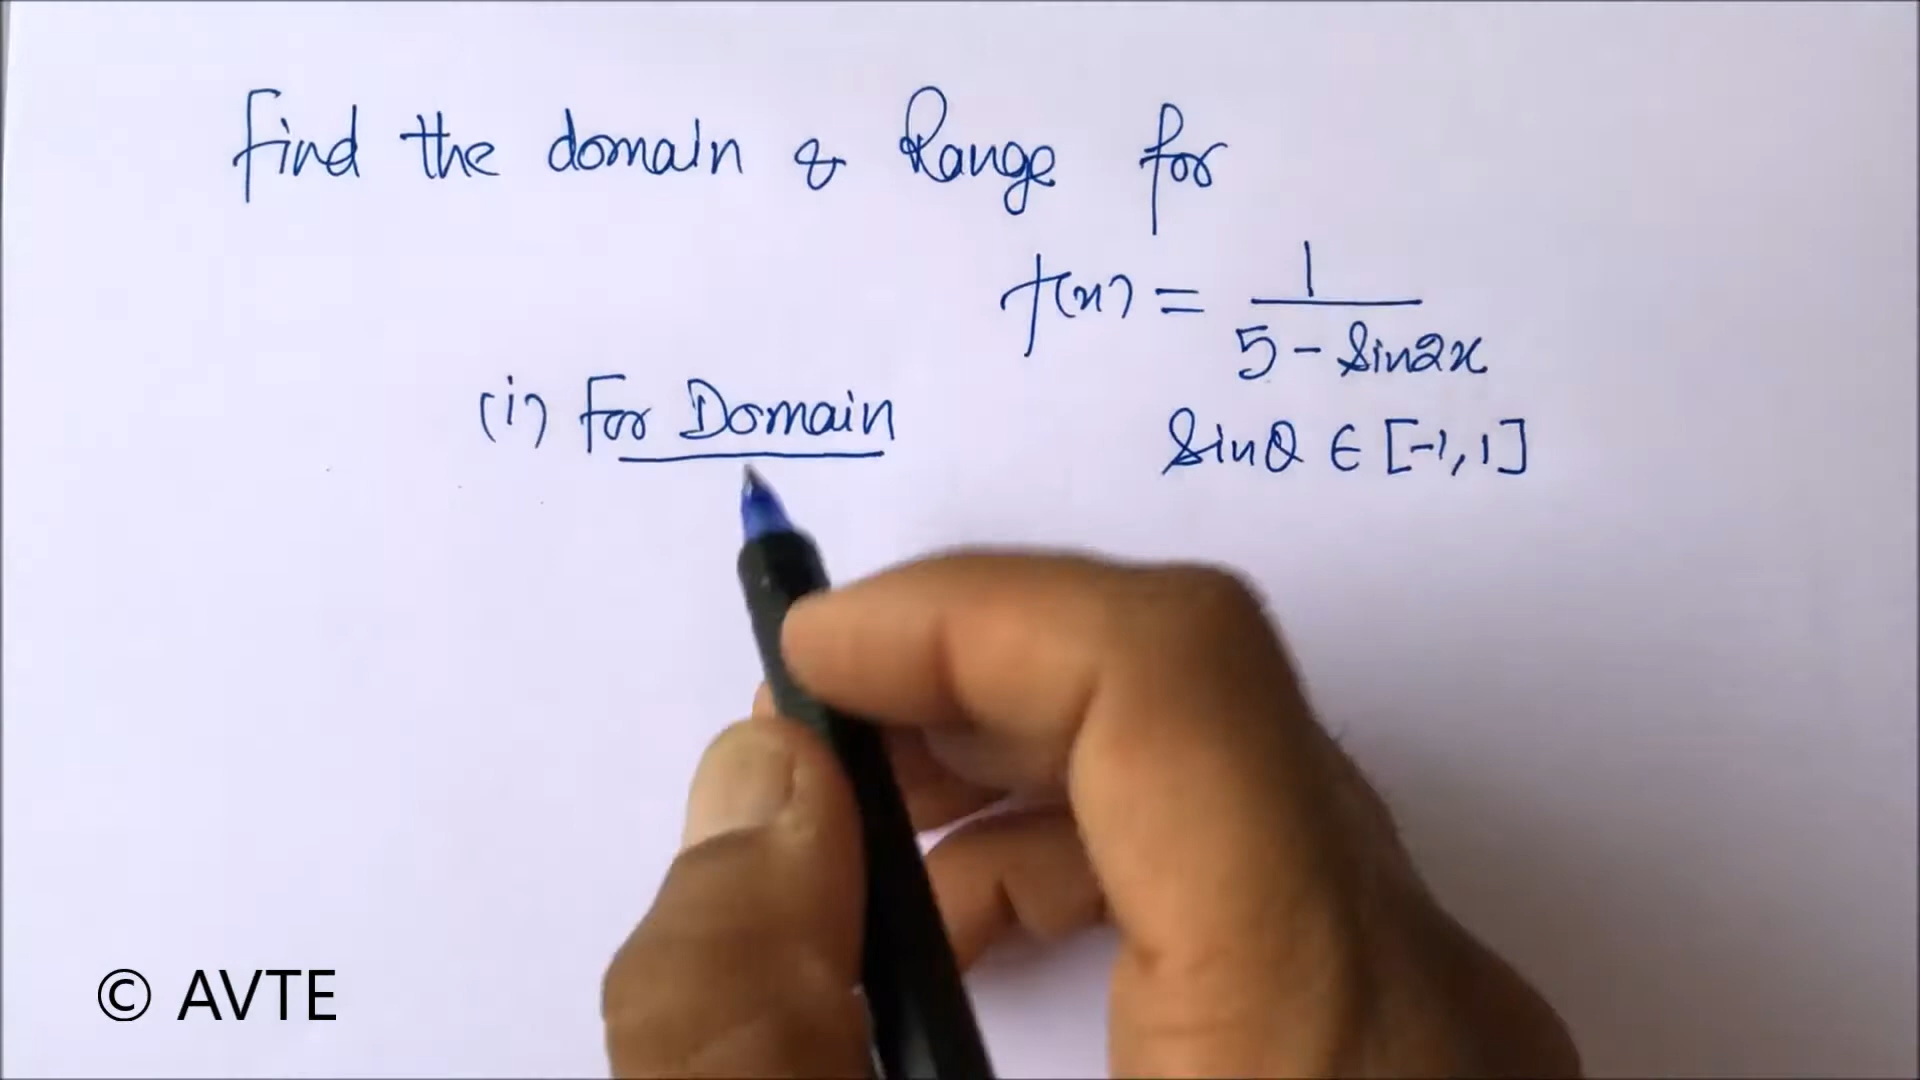 Find the domain & Range for
f(x) = 1 / 5 - sin2x
(i) For Domain
sinθ ∈ [-1, 1]
© AVTE